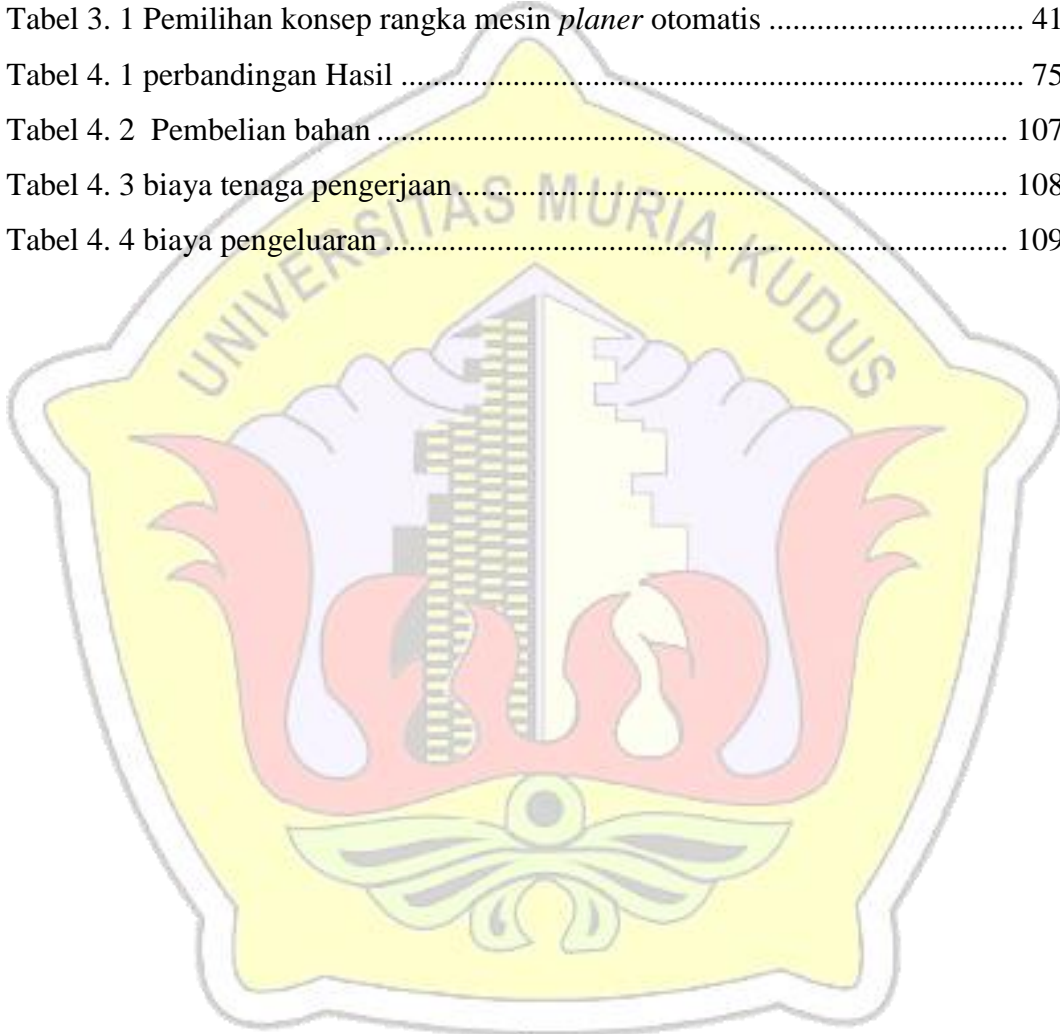 Tabel 3. 1 Pemilihan konsep rangka mesin planer otomatis ............................ 41
Tabel 4. 1 perbandingan Hasil .................................................................... 75
Tabel 4. 2  Pembelian bahan ..................................................................... 107
Tabel 4. 3 biaya tenaga pengerjaan ............................................................ 108
Tabel 4. 4 biaya pengeluaran .................................................................... 109
UNIVERSITAS MURIA KUDUS